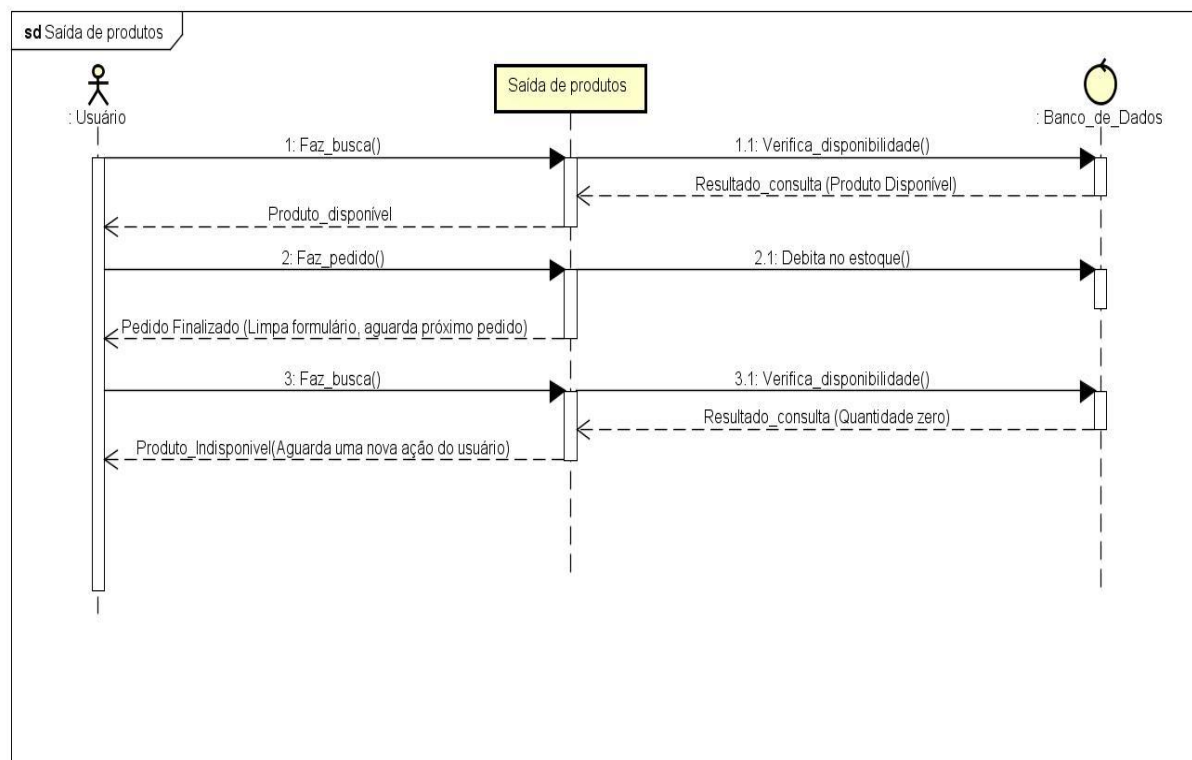 sd Saída de produtos
: Usuário
Saída de produtos
: Banco_de_Dados
1: Faz_busca()
1.1: Verifica_disponibilidade()
Resultado_consulta (Produto Disponível)
Produto_disponível
2: Faz_pedido()
2.1: Debita no estoque()
Pedido Finalizado (Limpa formulário, aguarda próximo pedido)
3: Faz_busca()
3.1: Verifica_disponibilidade()
Resultado_consulta (Quantidade zero)
Produto_Indisponivel(Aguarda uma nova ação do usuário)